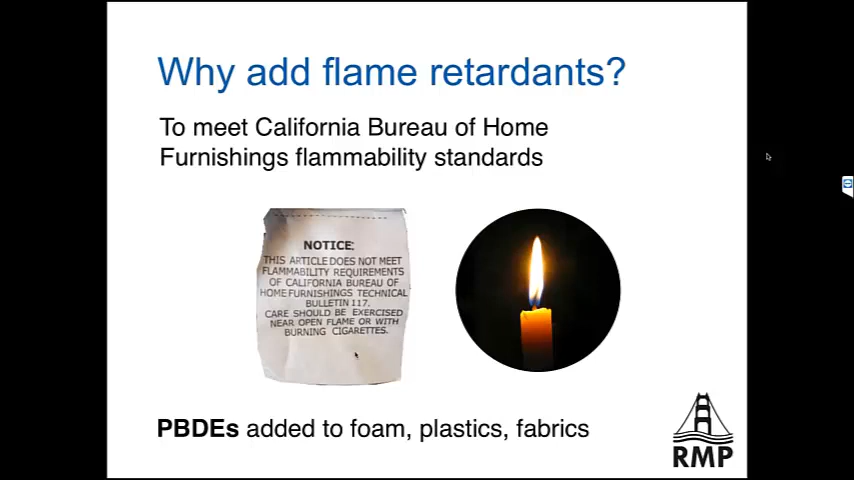 Why add flame retardants?
To meet California Bureau of Home
Furnishings flammability standards
NOTICE:
THIS ARTICLE DOES NOT MEET
FLAMMABILITY REQUIREMENTS
OF CALIFORNIA BUREAU OF
HOME FURNISHINGS TECHNICAL
BULLETIN 117.
CARE SHOULD BE EXERCISED
NEAR OPEN FLAME OR WITH
BURNING CIGARETTES.
PBDEs added to foam, plastics, fabrics
RMP